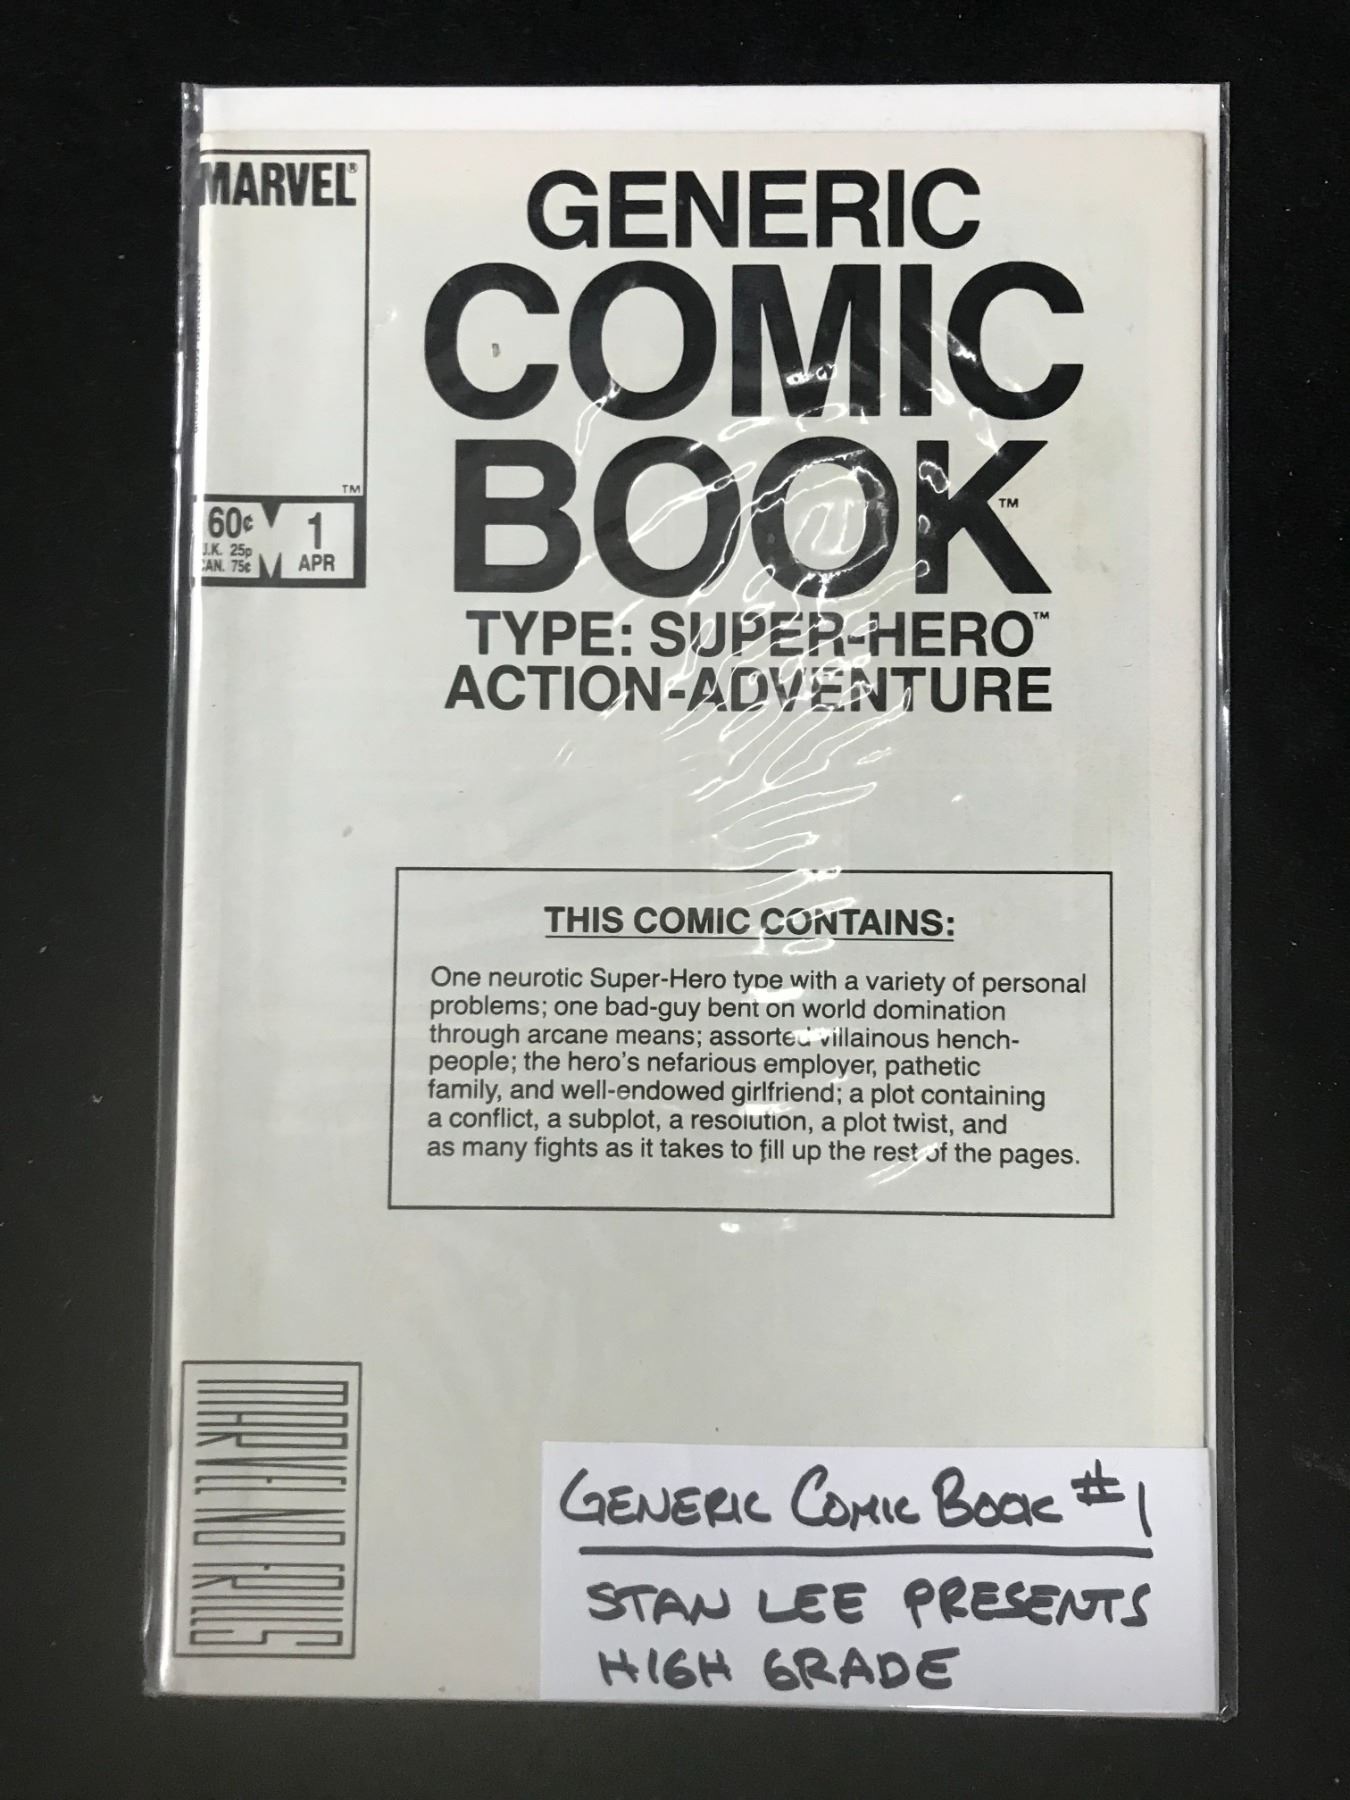 MARVEL®
TM
60¢ 1
U.K. 25p
CAN. 75¢ APR
GENERIC
COMIC
BOOK™
TYPE: SUPER-HERO™
ACTION-ADVENTURE
THIS COMIC CONTAINS:
One neurotic Super-Hero type with a variety of personal
problems; one bad-guy bent on world domination
through arcane means; assorted villainous hench-
people; the hero's nefarious employer, pathetic
family, and well-endowed girlfriend; a plot containing
a conflict, a subplot, a resolution, a plot twist, and
as many fights as it takes to fill up the rest of the pages.
MARVEL NO FRILLS
GENERIC COMIC BOOK #1
STAN LEE PRESENTS
HIGH GRADE